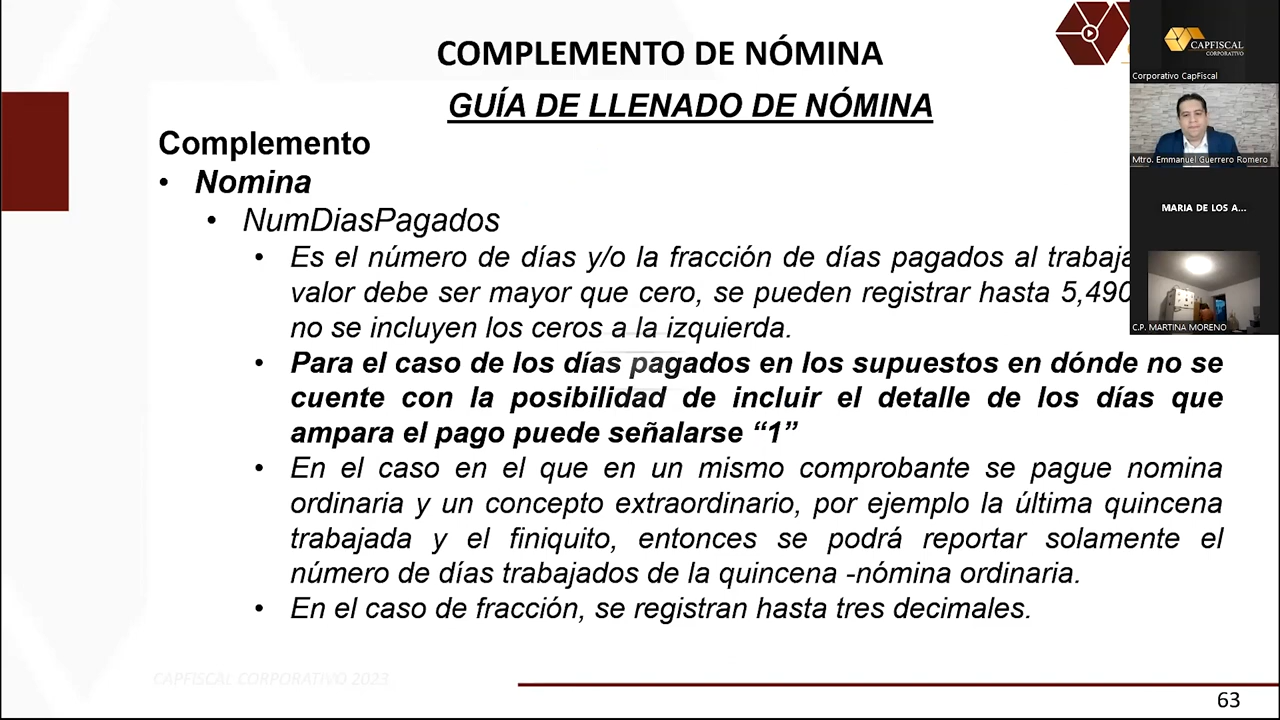 COMPLEMENTO DE NÓMINA
GUÍA DE LLENADO DE NÓMINA
Complemento
• Nomina
• NumDiasPagados
• Es el número de días y/o la fracción de días pagados al
valor debe ser mayor que cero, se pueden registrar hasta
no se incluyen los ceros a la izquierda.
• Para el caso de los días pagados en los supuestos en dónde no se
cuente con la posibilidad de incluir el detalle de los días que
ampara el pago puede señalarse “1”
• En el caso en el que en un mismo comprobante se pague nomina
ordinaria y un concepto extraordinario, por ejemplo la última quincena
trabajada y el finiquito, entonces se podrá reportar solamente el
número de días trabajados de la quincena -nómina ordinaria.
• En el caso de fracción, se registran hasta tres decimales.
CAPFISCAL CORPORATIVO 2023
63
CAPFISCAL
CORPORATIVO
Corporativo CapFiscal
Mtro. Emmanuel Guerrero Romero
MARIA DE LOS A...
C.P. MARTINA MORENO